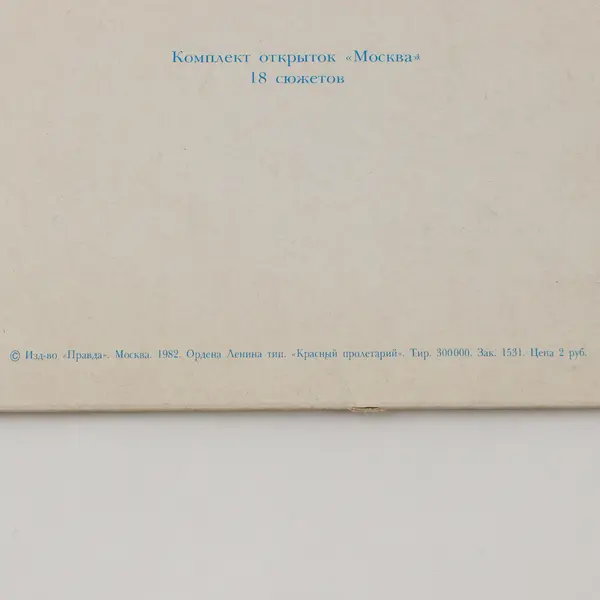 Комплект открыток «Москва»
18 сюжетов
© Изд-во «Правда». Москва. 1982. Ордена Ленина тип. «Красный пролетарий». Тир. 300000. Зак. 1531. Цена 2 руб.